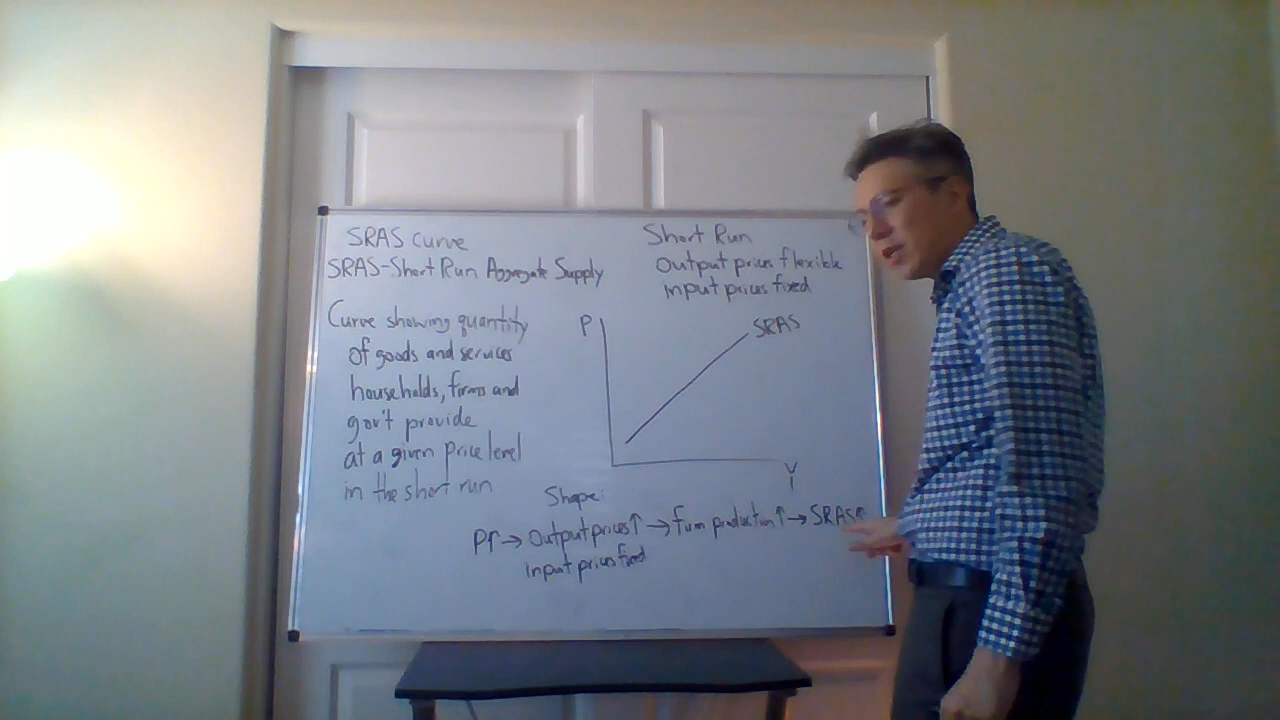 SRAS Curve
SRAS-Short Run Aggregate Supply
Curve showing quantity
of goods and services
households, firms and
gov't provide
at a given price level
in the short run
Short Run
output prices flexible
input prices fixed
P
SRAS
Y
Shape:
P↑ → Output prices↑ → firm production↑ → SRAS↑
input prices fixed